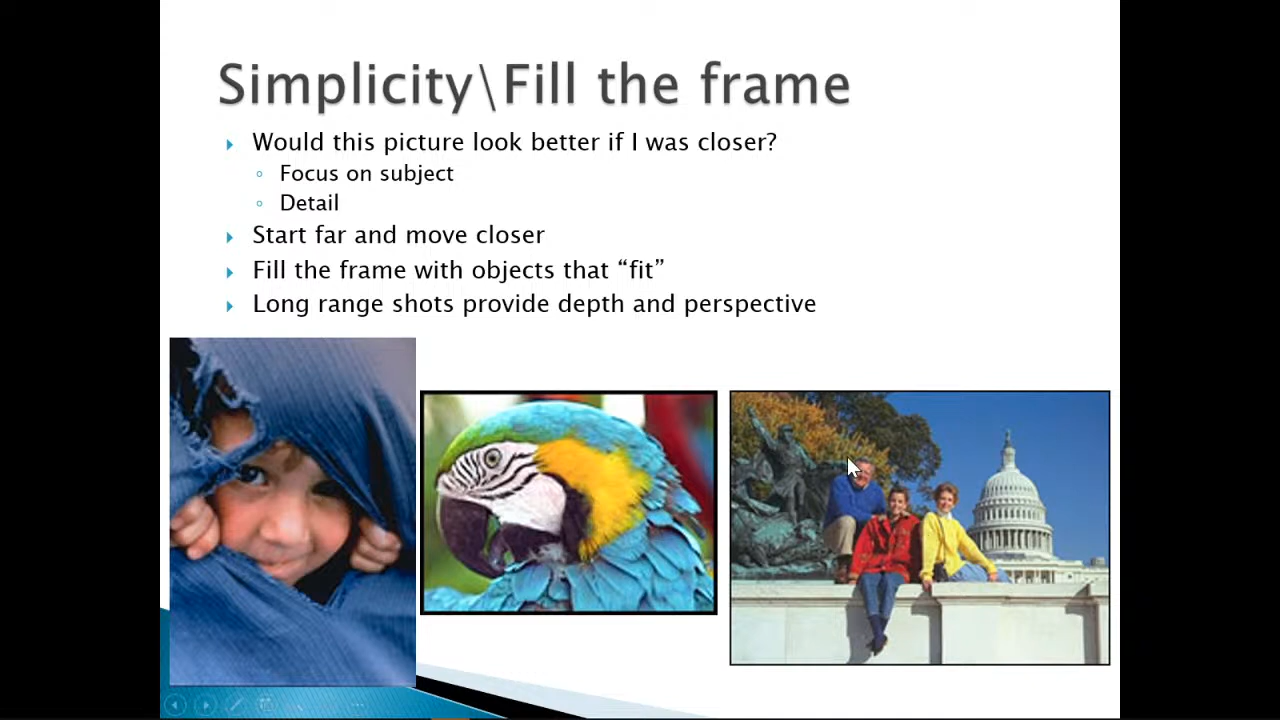 Simplicity\Fill the frame
Would this picture look better if I was closer?
Focus on subject
Detail
Start far and move closer
Fill the frame with objects that “fit”
Long range shots provide depth and perspective